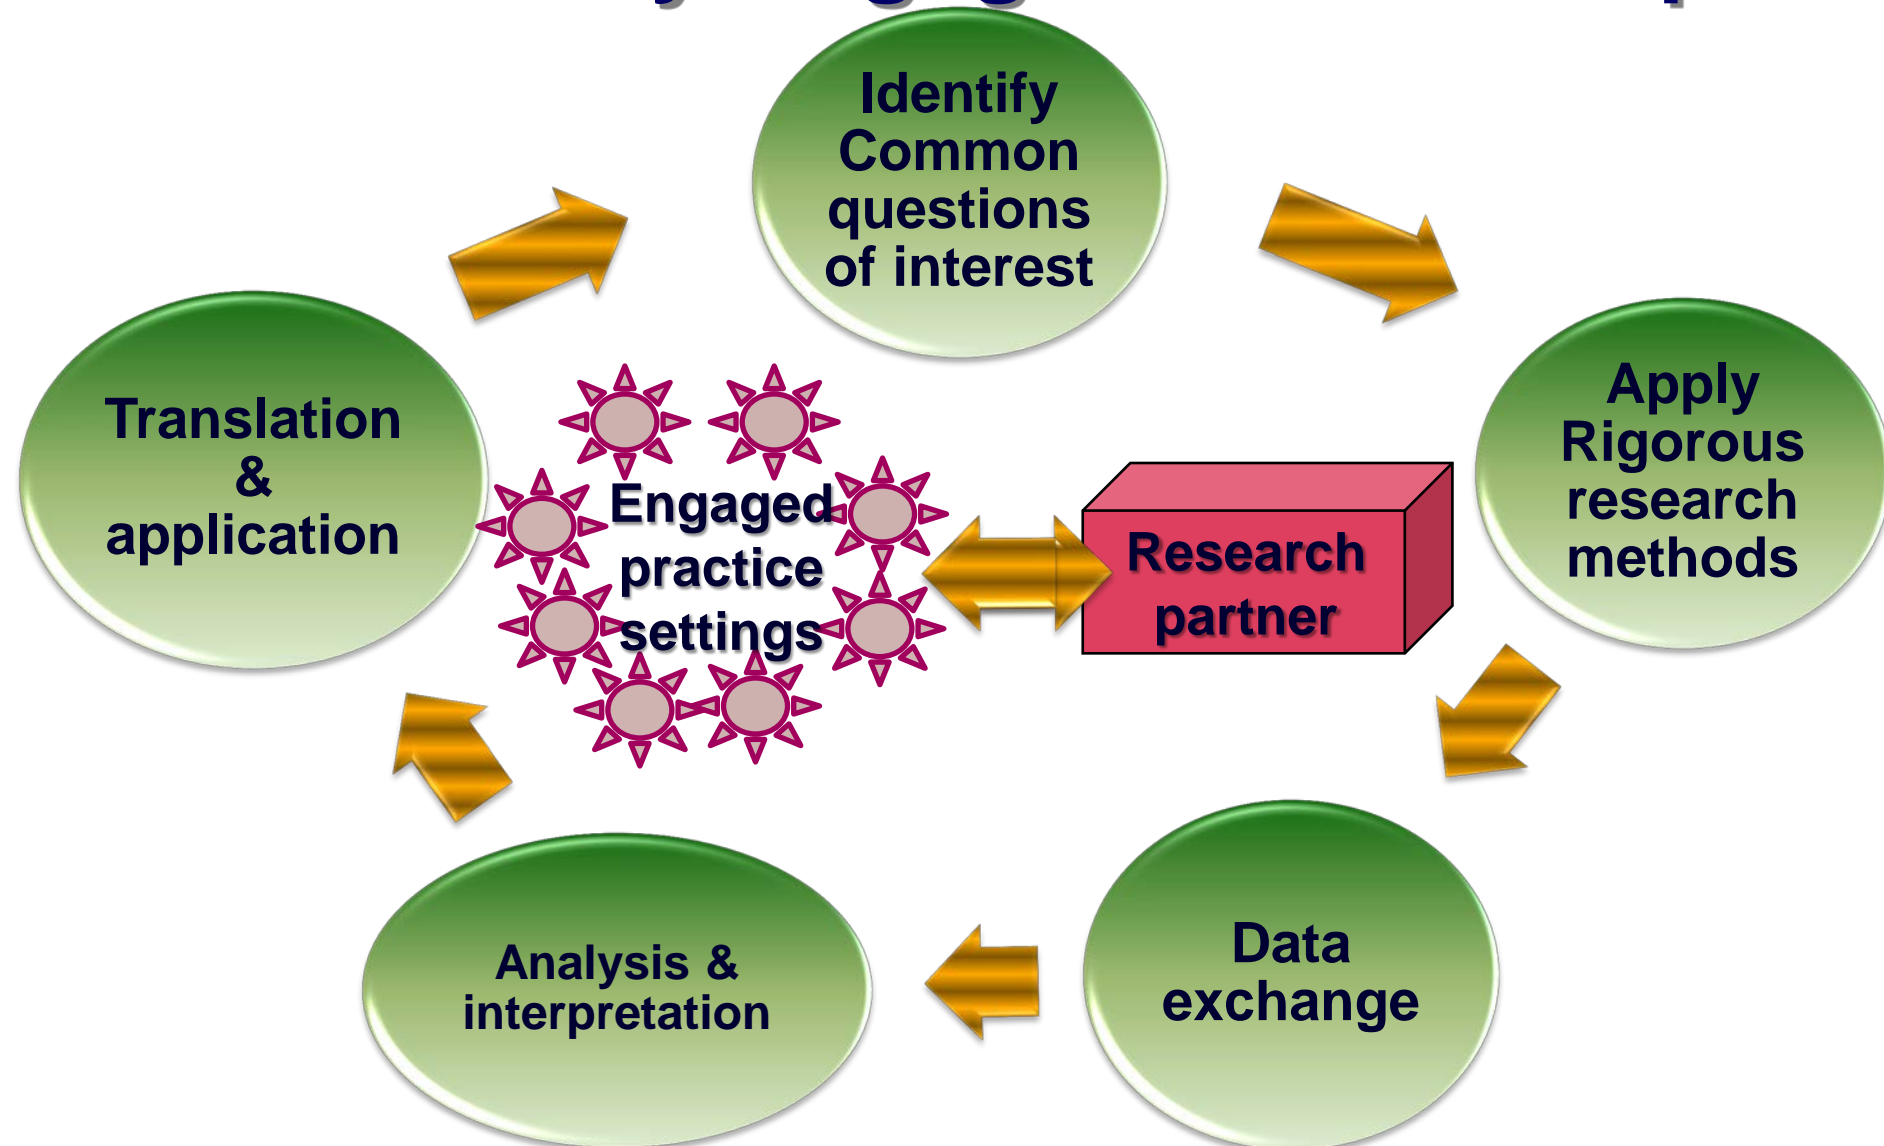 Identify
Common
questions
of interest
Apply
Rigorous
research
methods
Translation
&
application
Engaged
practice
settings
Research
partner
Data
exchange
Analysis &
interpretation